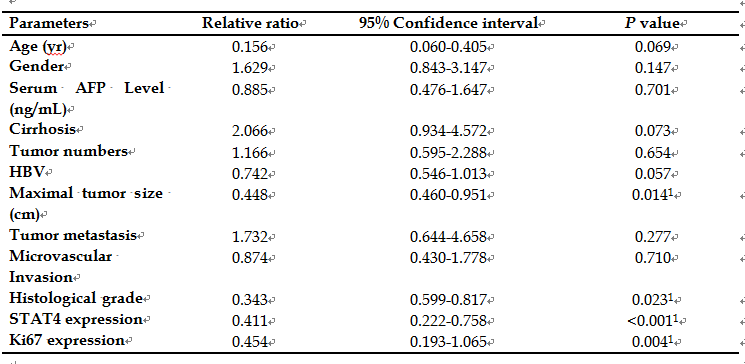 Parameters Relative ratio 95% Confidence interval P value
Age (yr) 0.156 0.060-0.405 0.069
Gender 1.629 0.843-3.147 0.147
Serum AFP Level 0.885 0.476-1.647 0.701
(ng/mL)
Cirrhosis 2.066 0.934-4.572 0.073
Tumor numbers 1.166 0.595-2.288 0.654
HBV 0.742 0.546-1.013 0.057
Maximal tumor size 0.448 0.460-0.951 0.014¹
(cm)
Tumor metastasis 1.732 0.644-4.658 0.277
Microvascular 0.874 0.430-1.778 0.710
Invasion
Histological grade 0.343 0.599-0.817 0.023¹
STAT4 expression 0.411 0.222-0.758 <0.001¹
Ki67 expression 0.454 0.193-1.065 0.004¹